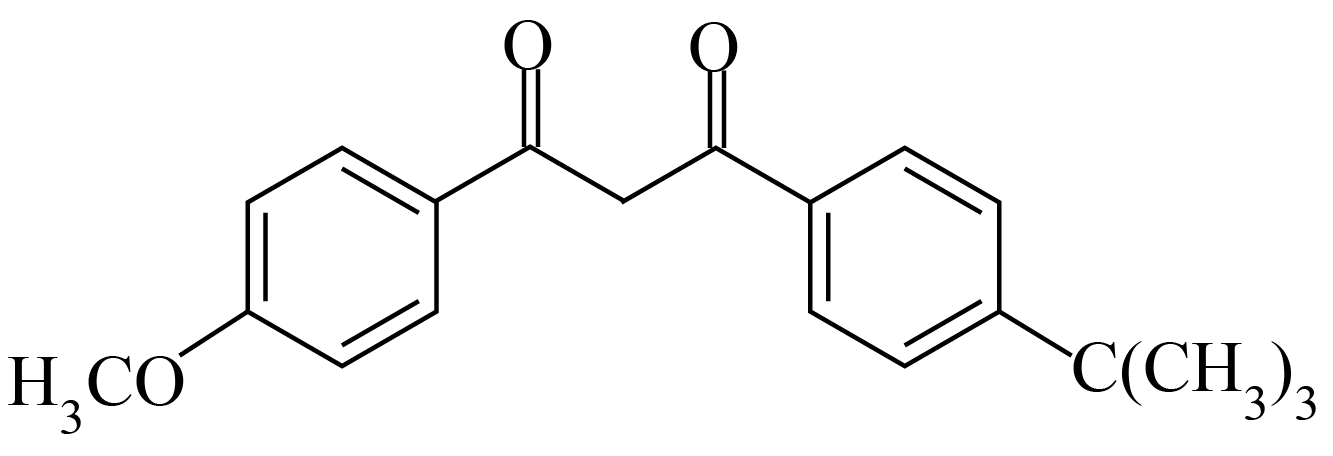 O O
H₃CO C(CH₃)₃